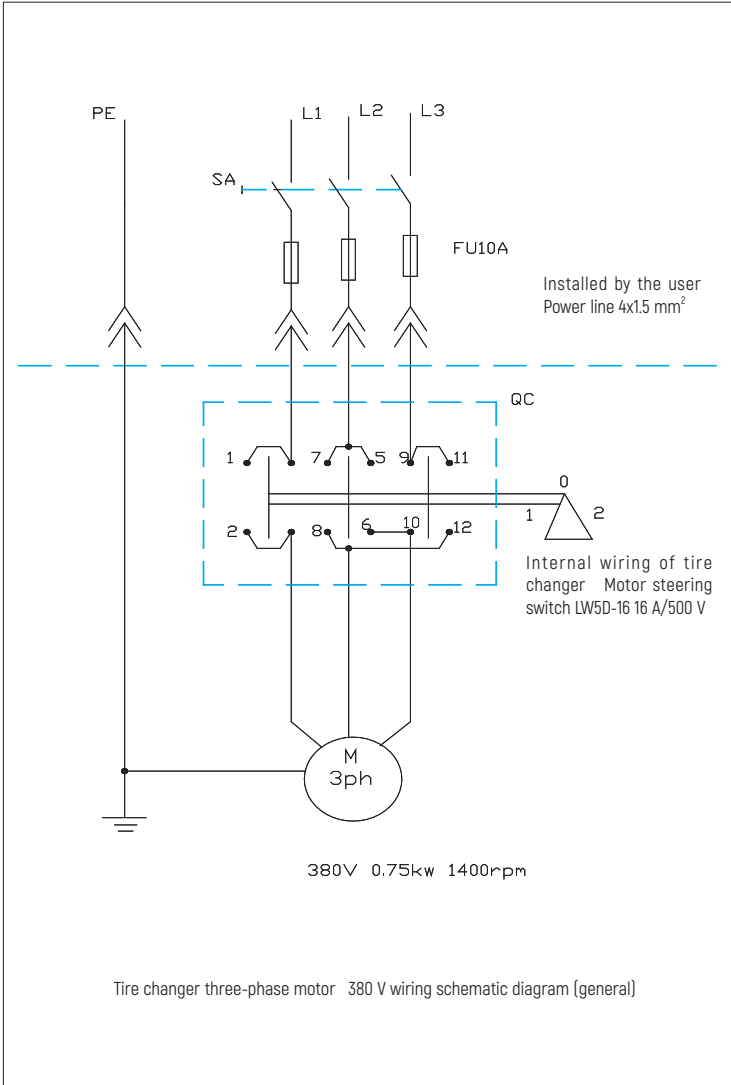 PE
L1
L2
L3
SA
FU10A
Installed by the user
Power line 4x1.5 mm²
QC
1
7
5
9
11
0
1
2
2
8
6
10
12
Internal wiring of tire
changer Motor steering
switch LW5D-16 16 A/500 V
M
3ph
380V 0.75kw 1400rpm
Tire changer three-phase motor 380 V wiring schematic diagram (general)